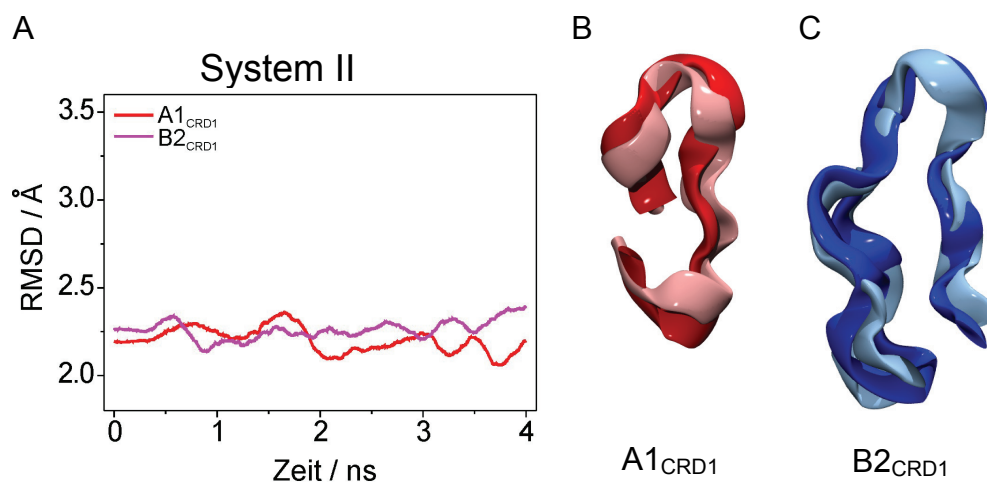 A
System II
A1CRD1
B2CRD1
RMSD / Å
3.5
3.0
2.5
2.0
0
1
2
3
4
Zeit / ns
B
A1CRD1
C
B2CRD1